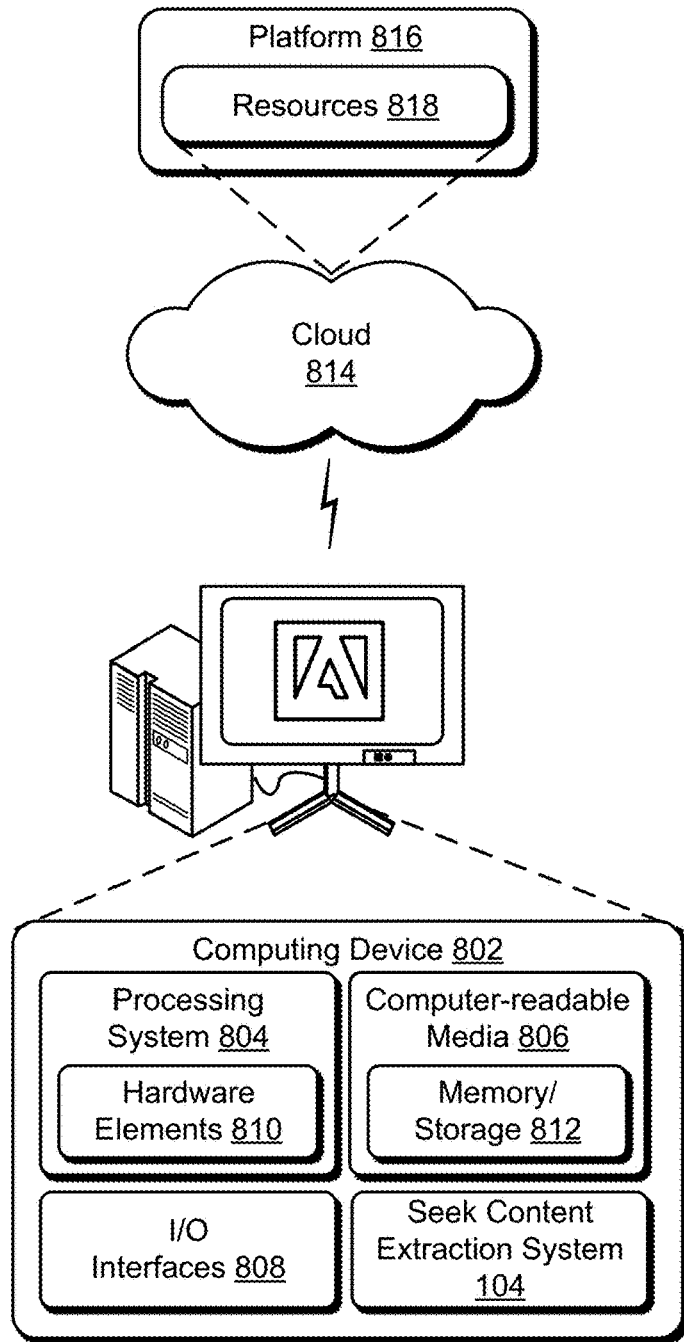 Platform 816
Resources 818
Cloud
814
Computing Device 802
Processing
System 804
Hardware
Elements 810
Computer-readable
Media 806
Memory/
Storage 812
I/O
Interfaces 808
Seek Content
Extraction System
104